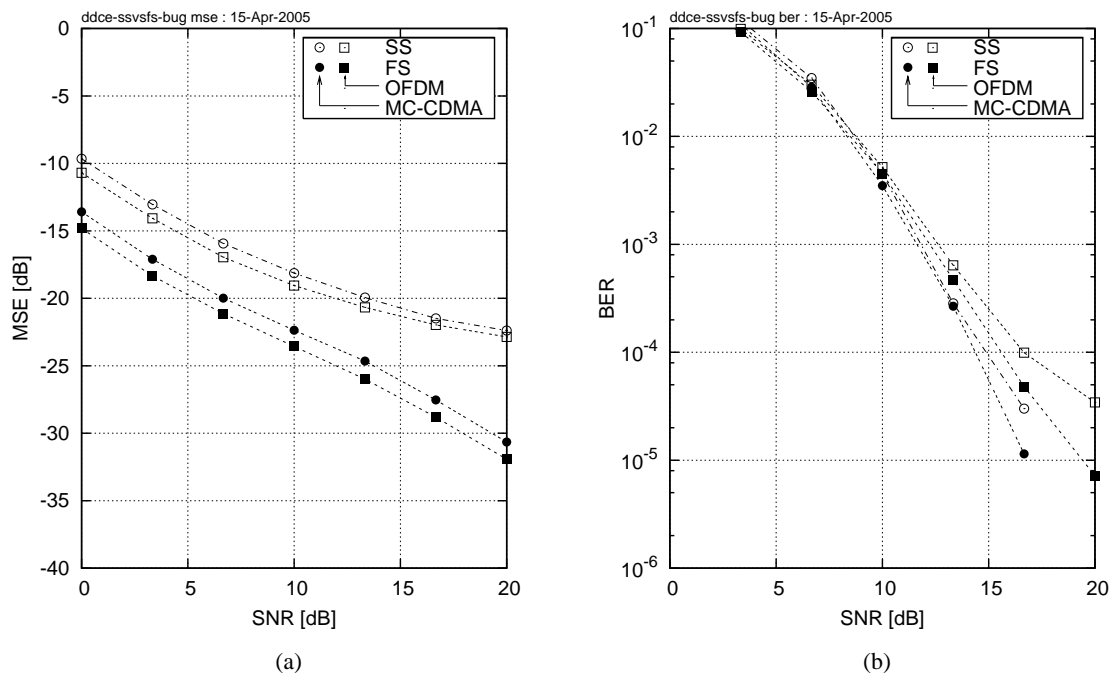 ddce-ssvsfs-bug mse : 15-Apr-2005
0
-5
-10
-15
-20
-25
-30
-35
-40
MSE [dB]
SS
FS
OFDM
MC-CDMA
0 5 10 15 20
SNR [dB]
(a)
ddce-ssvsfs-bug ber : 15-Apr-2005
10-1
10-2
10-3
10-4
10-5
10-6
BER
SS
FS
OFDM
MC-CDMA
0 5 10 15 20
SNR [dB]
(b)